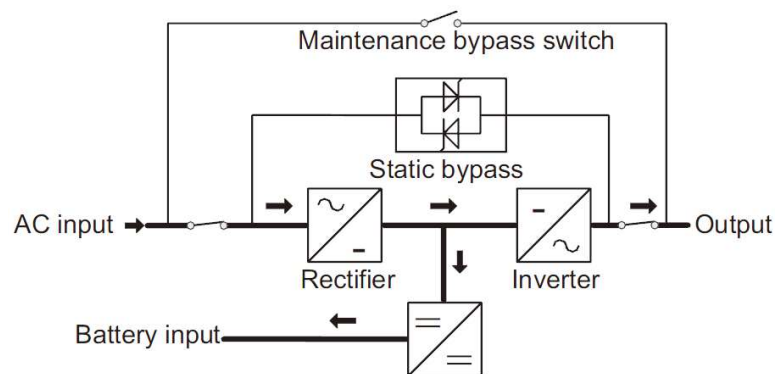 Maintenance bypass switch
Static bypass
AC input
Output
Rectifier
Inverter
Battery input